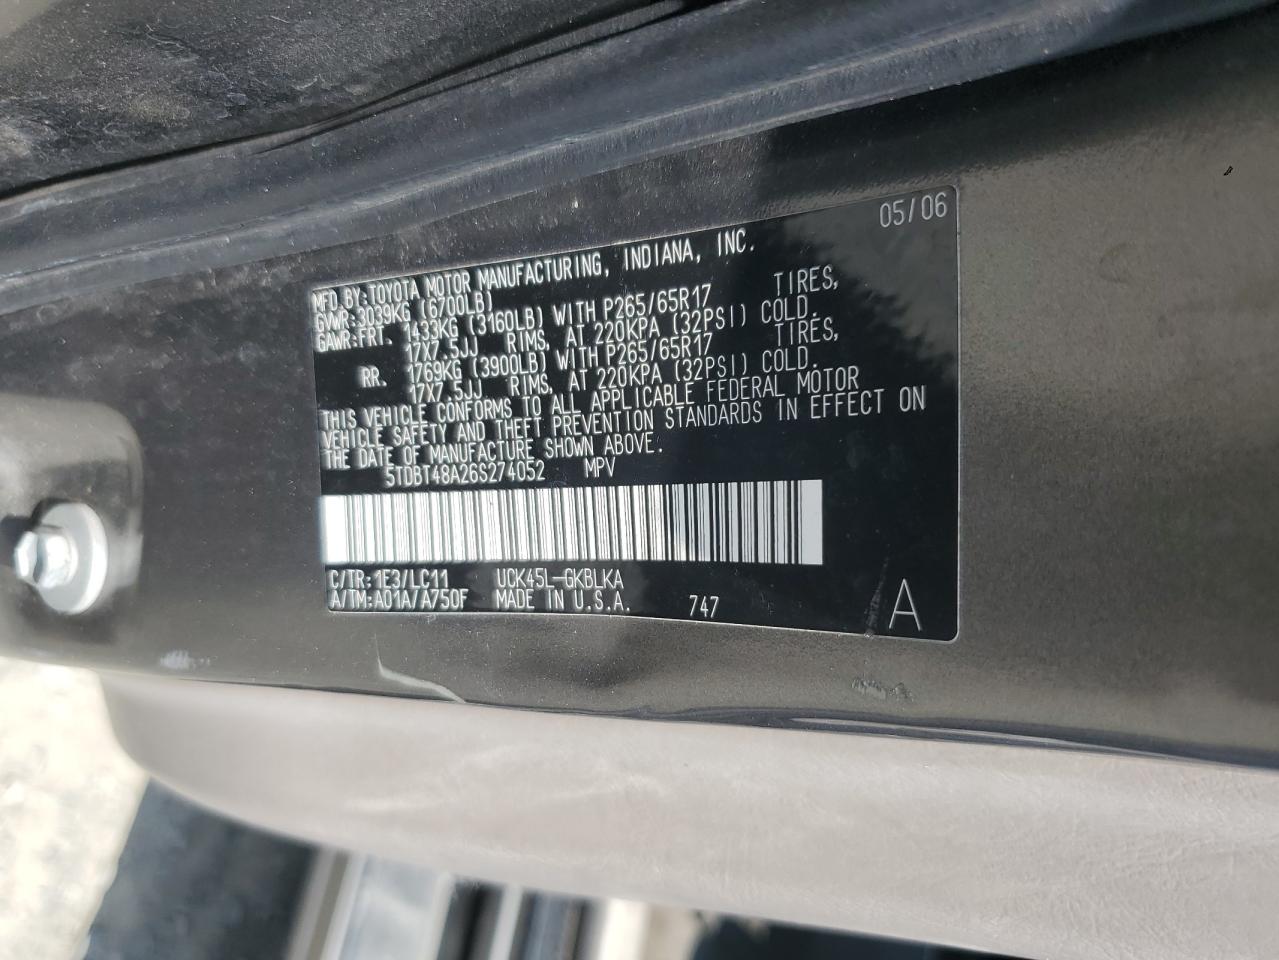 05/06
MFD.BY:TOYOTA MOTOR MANUFACTURING, INDIANA, INC.
GVWR:3039KG (6700LB)
GAWR:FRT. 1433KG (3160LB) WITH P265/65R17 TIRES,
17X7.5JJ RIMS, AT 220KPA (32PSI) COLD.
RR. 1769KG (3900LB) WITH P265/65R17 TIRES,
17X7.5JJ RIMS, AT 220KPA (32PSI) COLD.
THIS VEHICLE CONFORMS TO ALL APPLICABLE FEDERAL MOTOR
VEHICLE SAFETY AND THEFT PREVENTION STANDARDS IN EFFECT ON
THE DATE OF MANUFACTURE SHOWN ABOVE.
5TDBT48A26S274052 MPV
C/TR:1E3/LC11 UCK45L-GKBLKA
A/TM:A01A/A750F MADE IN U.S.A. 747 A